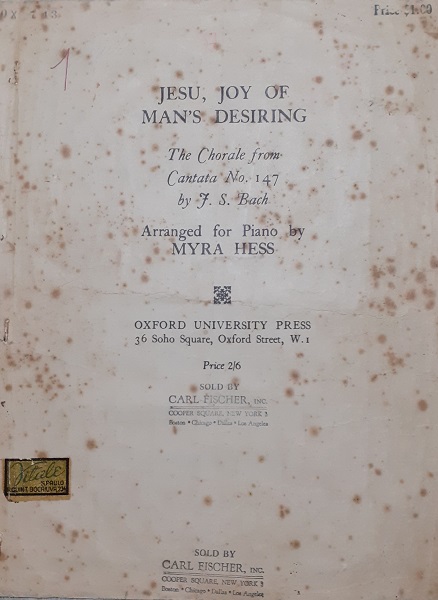 Price $1.00
JESU, JOY OF
MAN'S DESIRING
The Chorale from
Cantata No. 147
by J. S. Bach
Arranged for Piano by
MYRA HESS
OXFORD UNIVERSITY PRESS
36 Soho Square, Oxford Street, W.1
Price 2/6
SOLD BY
CARL FISCHER, INC.
COOPER SQUARE, NEW YORK 3
Boston • Chicago • Dallas • Los Angeles
S. PAULO
SOLD BY
CARL FISCHER, INC.
COOPER SQUARE, NEW YORK 3
Boston • Chicago • Dallas • Los Angeles